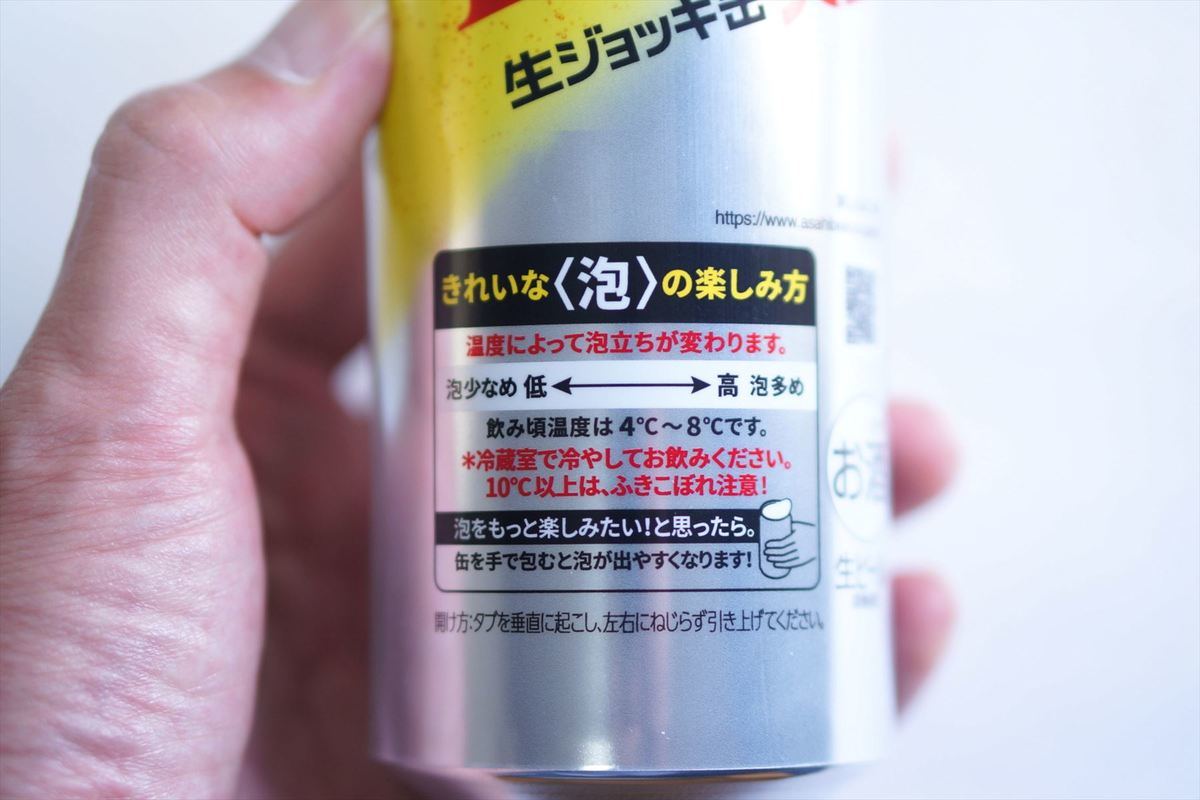 生ジョッキ缶
https://www.asahi
きれいな〈泡〉の楽しみ方
温度によって泡立ちが変わります。
泡少なめ 低 ⟷ 高 泡多め
飲み頃温度は 4℃〜8℃です。
*冷蔵室で冷やしてお飲みください。
10℃以上は、ふきこぼれ注意!
泡をもっと楽しみたい!と思ったら。
缶を手で包むと泡が出やすくなります!
開け方:タブを垂直に起こし、左右にねじらず引き上げてください。
お酒